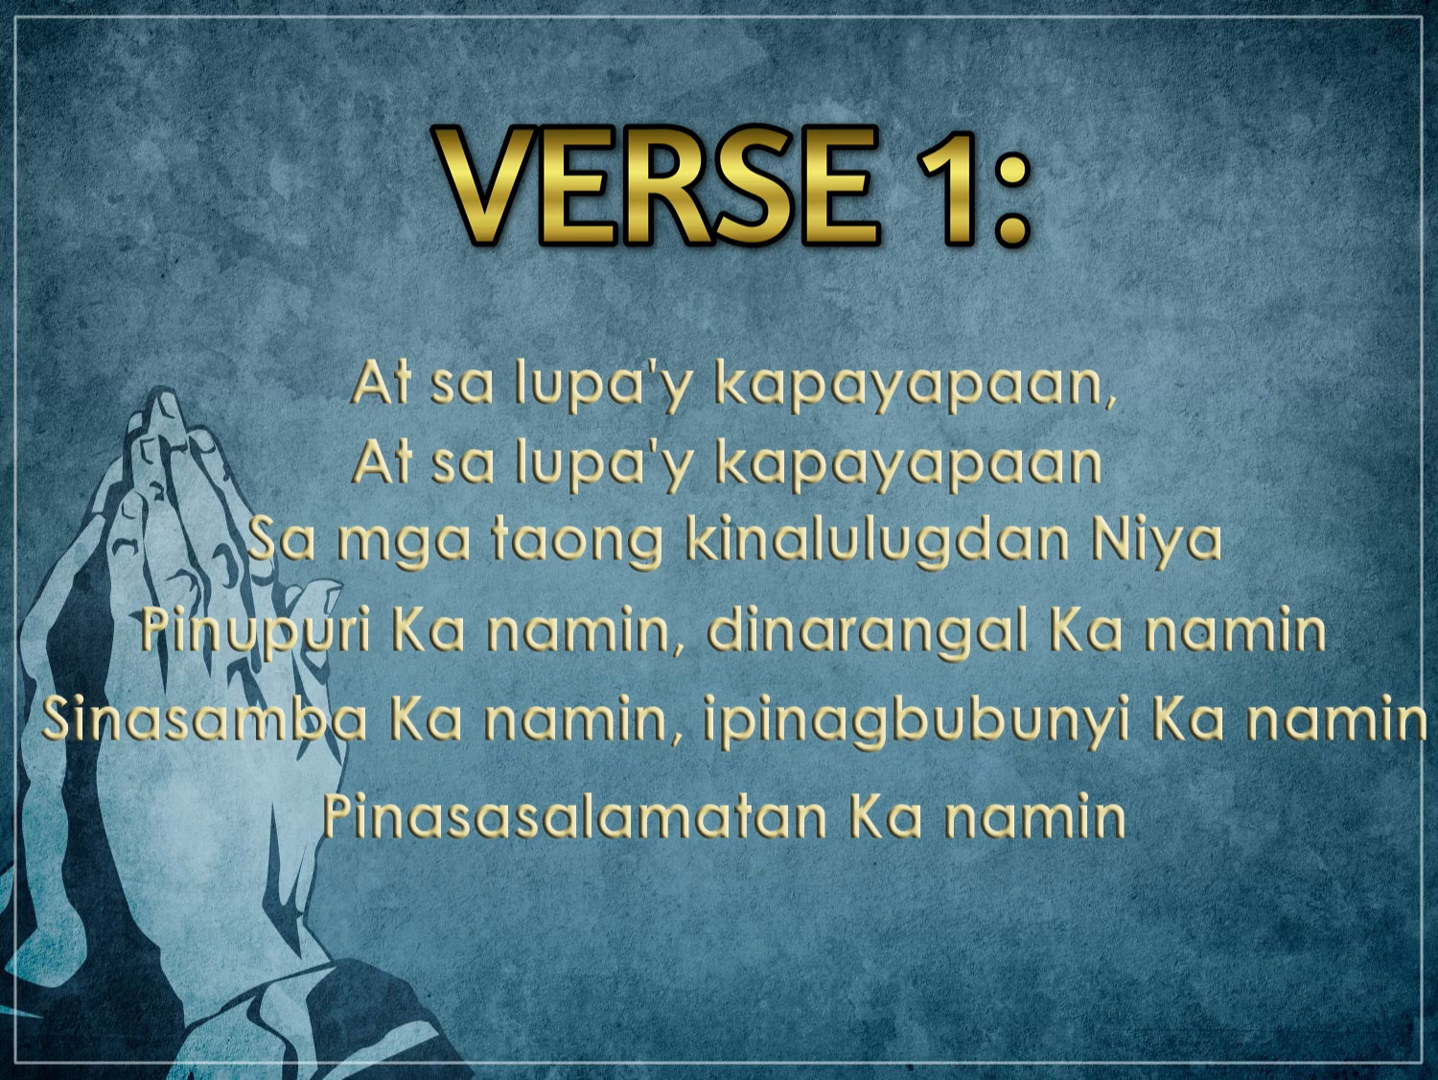 VERSE 1:
At sa lupa'y kapayapaan,
At sa lupa'y kapayapaan
Sa mga taong kinalulugdan Niya
Pinupuri Ka namin, dinarangal Ka namin
Sinasamba Ka namin, ipinagbubunyi Ka namin
Pinasasalamatan Ka namin